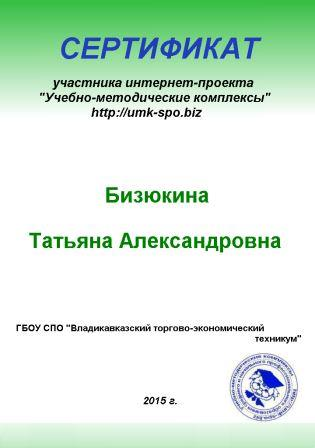 СЕРТИФИКАТ
участника интернет-проекта
"Учебно-методические комплексы"
http://umk-spo.biz
Бизюкина
Татьяна Александровна
ГБОУ СПО "Владикавказский торгово-экономический
техникум"
2015 г.